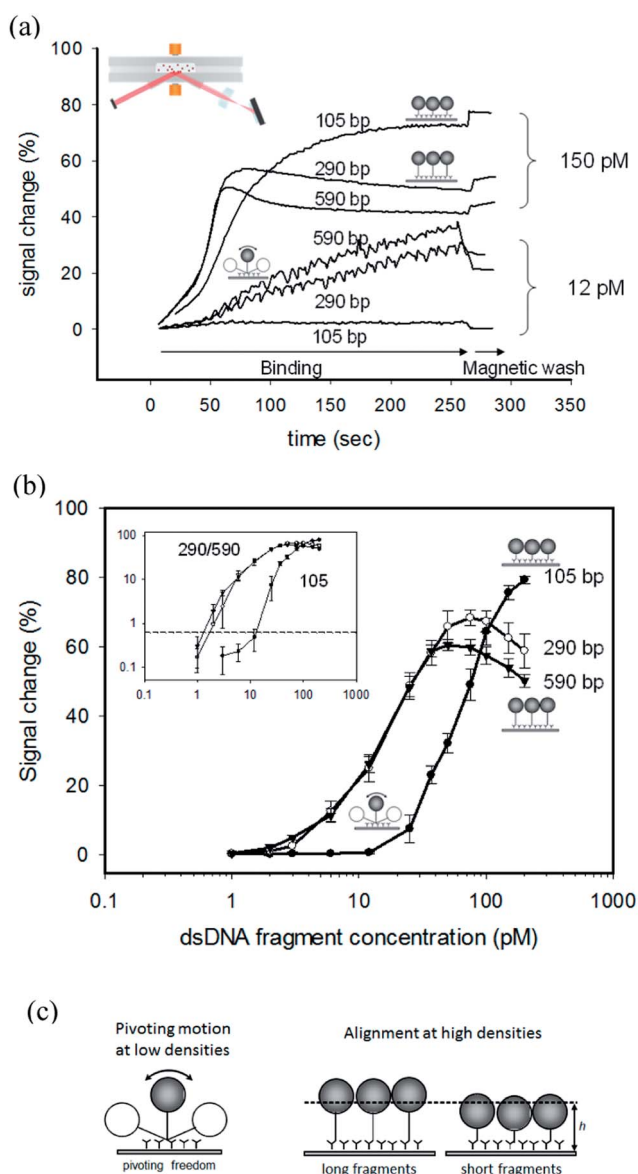 (a)
100
80
60
40
20
0
signal change (%)
105 bp
290 bp
590 bp
150 pM
590 bp
290 bp
105 bp
12 pM
Binding
Magnetic wash
0 50 100 150 200 250 300 350
time (sec)
(b)
100
80
60
40
20
0
Signal change (%)
100
10
1
0.1
290/590
105
0.1 1 10 100 1000
105 bp
290 bp
590 bp
0.1 1 10 100 1000
dsDNA fragment concentration (pM)
(c)
Pivoting motion
at low densities
Alignment at high densities
h
pivoting freedom
long fragments
short fragments